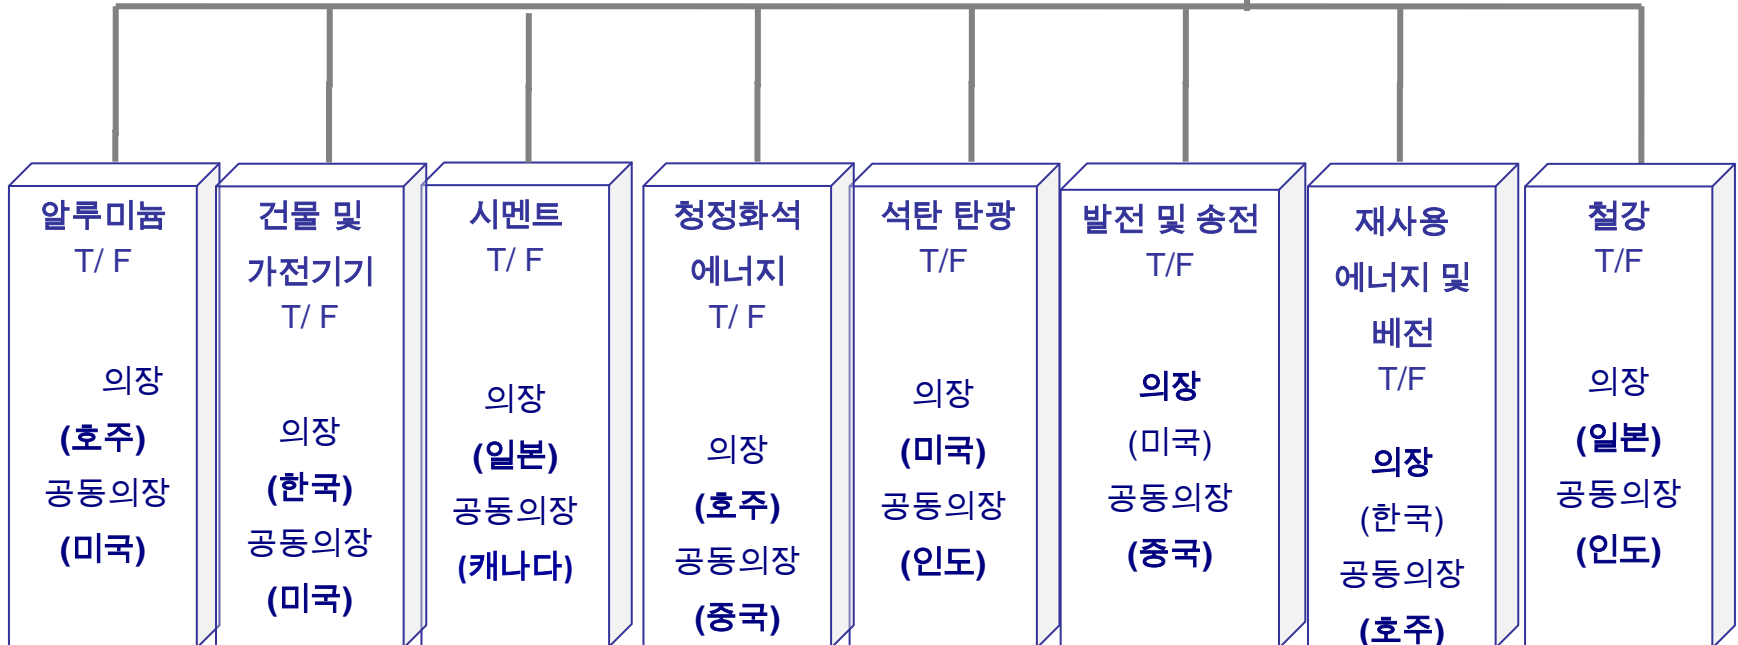 알루미늄
T/ F
의장
(호주)
공동의장
(미국)
건물 및
가전기기
T/ F
의장
(한국)
공동의장
(미국)
시멘트
T/ F
의장
(일본)
공동의장
(캐나다)
청정화석
에너지
T/ F
의장
(호주)
공동의장
(중국)
석탄 탄광
T/F
의장
(미국)
공동의장
(인도)
발전 및 송전
T/F
의장
(미국)
공동의장
(중국)
재사용
에너지 및
베전
T/F
의장
(한국)
공동의장
(호주)
철강
T/F
의장
(일본)
공동의장
(인도)